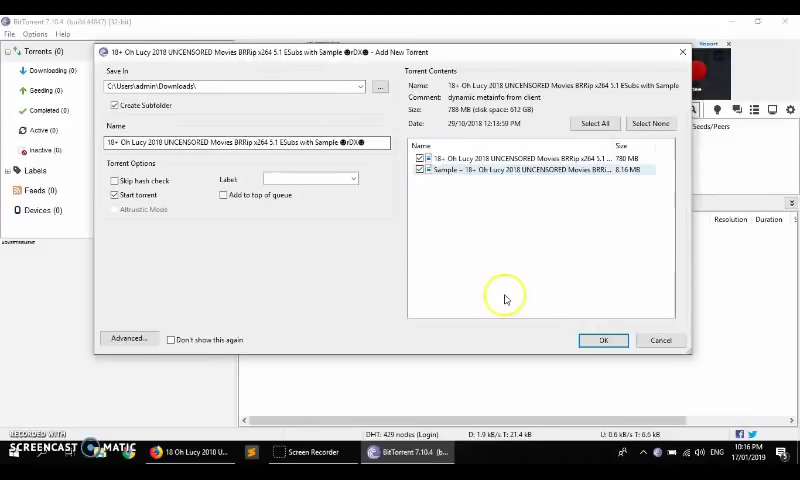 BitTorrent 7.10.4 (build 44847) [32-bit]
File Options Help
Torrents (0)
Downloading (0)
Seeding (0)
Completed (0)
Active (0)
Inactive (0)
Labels
Feeds (0)
Devices (0)
18+ Oh Lucy 2018 UNCENSORED Movies BRRip x264 5.1 ESubs with Sample ☻rDX☻ - Add New Torrent
Save In
C:\Users\admin\Downloads\
...
Create Subfolder
Name
18+ Oh Lucy 2018 UNCENSORED Movies BRRip x264 5.1 ESubs with Sample ☻rDX☻
Torrent Options
Skip hash check
Label:
Start torrent
Add to top of queue
Altruistic Mode
Advanced...
Don't show this again
Torrent Contents
Name: 18+ Oh Lucy 2018 UNCENSORED Movies BRRip x264 5.1 ESubs with Sample
Comment: dynamic metainfo from client
Size: 788 MB (disk space: 612 GB)
Date: 29/10/2018 12:13:59 PM
Select All
Select None
Name Size
18+ Oh Lucy 2018 UNCENSORED Movies BRRip x264 5.1 ... 780 MB
Sample ~ 18+ Oh Lucy 2018 UNCENSORED Movies BRRi... 8.16 MB
OK
Cancel
Report
Seeds/Peers
Resolution Duration
DHT: 429 nodes (Login)
D: 1.9 kB/s T: 21.4 kB
U: 0.6 kB/s T: 6.6 kB
RECORDED WITH
SCREENCAST MATIC
18 Oh Lucy 2018 U...
Screen Recorder
BitTorrent 7.10.4 (b...
10:16 PM
17/01/2019